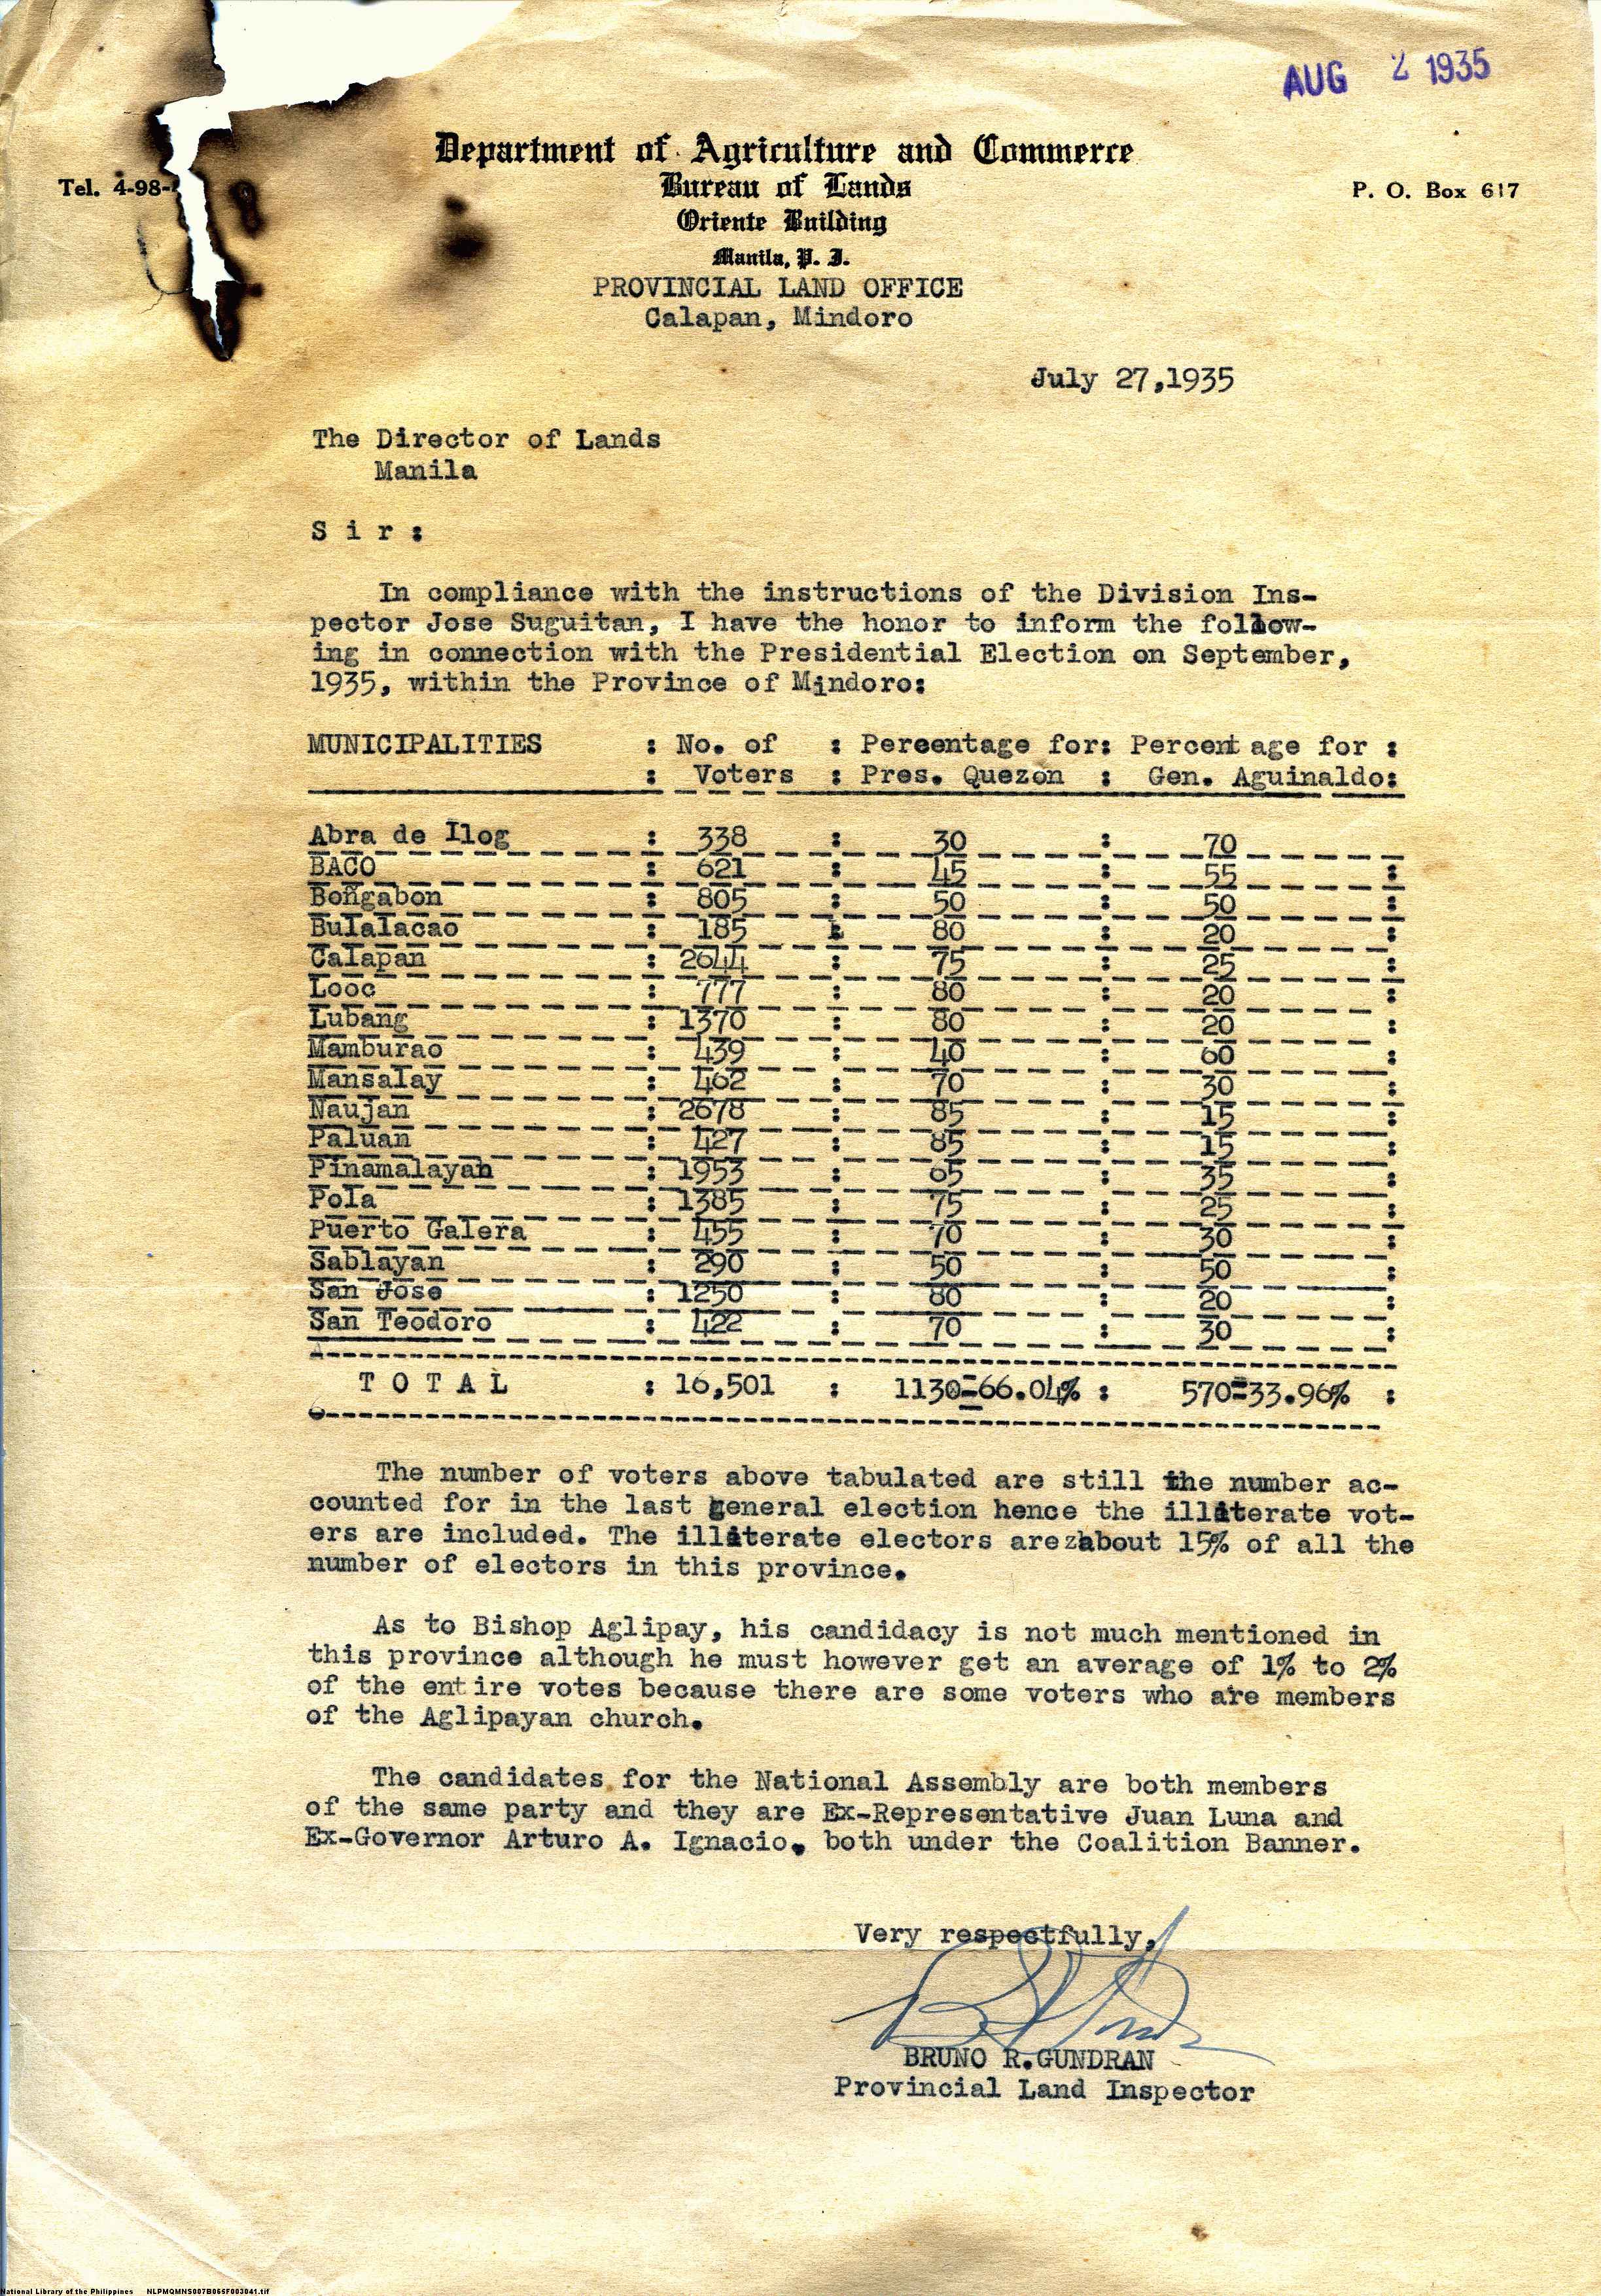 AUG 2 1935
Department of Agriculture and Commerce
Tel. 4-98- Bureau of Lands P. O. Box 617
Oriente Building
Manila, P. I.
PROVINCIAL LAND OFFICE
Calapan, Mindoro
July 27,1935
The Director of Lands
Manila
S i r :
In compliance with the instructions of the Division Ins-
pector Jose Suguitan, I have the honor to inform the follow-
ing in connection with the Presidential Election on September,
1935, within the Province of Mindoro:
MUNICIPALITIES : No. of : Percentage for: Percent age for :
: Voters : Pres. Quezon : Gen. Aguinaldo:
Abra de Ilog : 338 : 30 : 70
BACO : 621 : 45 55 :
Bongabon : 805 : 50 : 50 :
Bulalacao : 185 : 80 : 20 :
Calapan : 2644 : 75 : 25 :
Looc : 777 : 80 : 20 :
Lubang : 1370 : 80 : 20 :
Mamburao : 439 : 40 : 60 :
Mansalay : 462 : 70 : 30 :
Naujan : 2678 : 85 : 15 :
Paluan : 427 : 85 : 15 :
Pinamalayan : 1953 : 65 : 35 :
Pola : 1385 : 75 : 25 :
Puerto Galera : 455 : 70 : 30 :
Sablayan : 290 : 50 : 50 :
San Jose : 1250 : 80 : 20 :
San Teodoro : 422 : 70 : 30 :
T O T A L : 16,501 : 1130=66.04% : 570=33.96% :
The number of voters above tabulated are still the number ac-
counted for in the last general election hence the illiterate vot-
ers are included. The illiterate electors arezabout 15% of all the
number of electors in this province.
As to Bishop Aglipay, his candidacy is not much mentioned in
this province although he must however get an average of 1% to 2%
of the ent ire votes because there are some voters who are members
of the Aglipayan church.
The candidates for the National Assembly are both members
of the same party and they are Ex-Representative Juan Luna and
Ex-Governor Arturo A. Ignacio, both under the Coalition Banner.
Very respectfully,
BRUNO R.GUNDRAN
Provincial Land Inspector
National Library of the Philippines NLPMQMNS007B066F003041.tif